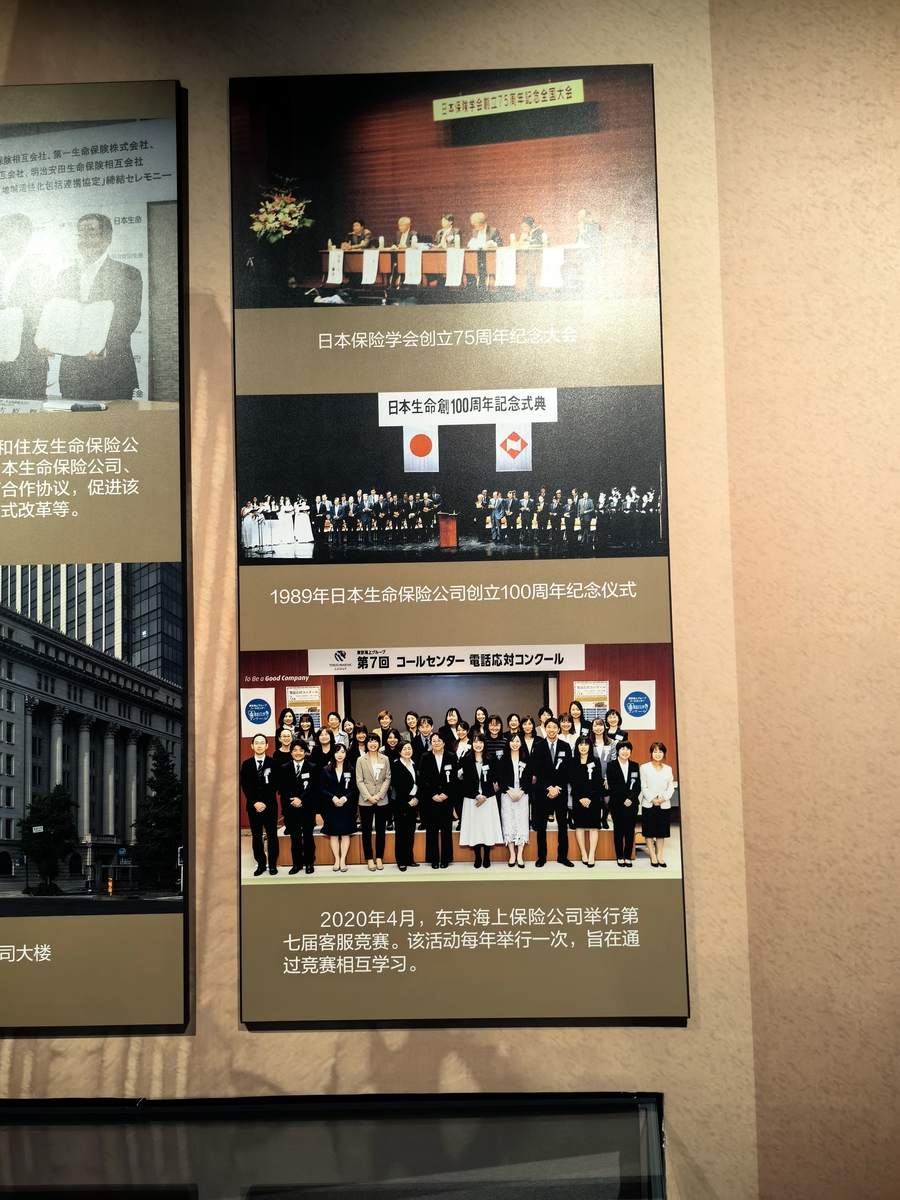 険相互会社、第一生命保険株式会社、
互会社、明治安田生命保険相互会社
地域活性化包括連携協定」締結セレモニー
日本生命
和住友生命保险公
本生命保险公司、
合作协议，促进该
式改革等。
司大楼
日本保険学会創立75周年記念全国大会
日本保险学会创立75周年纪念大会
日本生命創100周年記念式典
1989年日本生命保险公司创立100周年纪念仪式
東京海上グループ
TOKIO MARINE
GROUP
第7回 コールセンター 電話応対コンクール
To Be a Good Company
2020年4月，东京海上保险公司举行第
七届客服竞赛。该活动每年举行一次，旨在通
过竞赛相互学习。